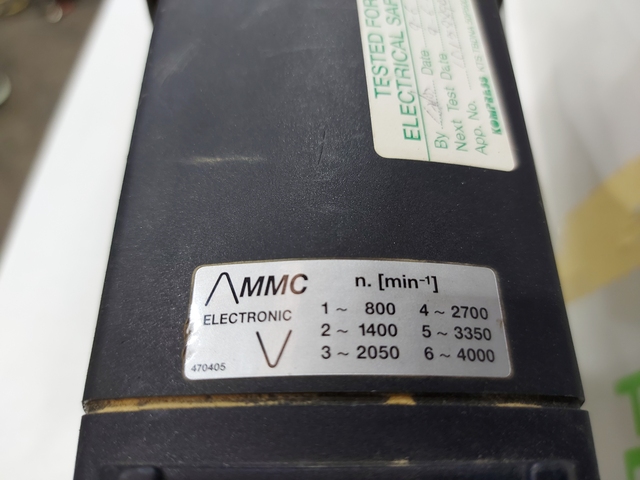 TESTED FOR
ELECTRICAL SAF
By Date
Next Test Date
App. No.
KOMPRESS
MMC
ELECTRONIC
470405
n. [min⁻¹]
1 ~ 800 4 ~ 2700
2 ~ 1400 5 ~ 3350
3 ~ 2050 6 ~ 4000